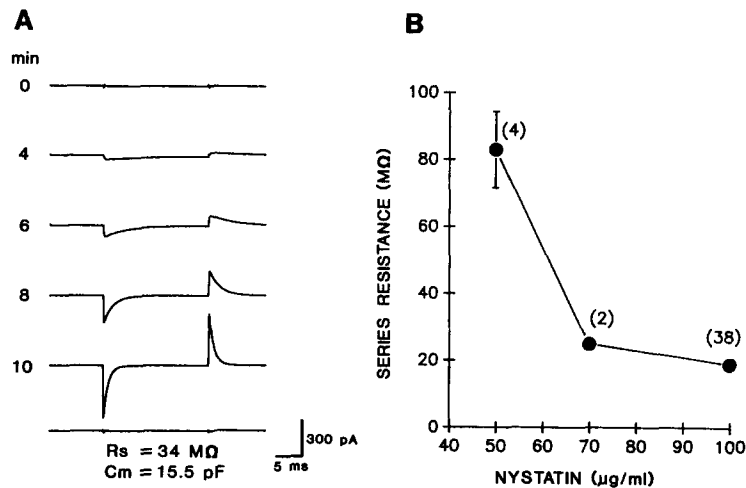 A
min
0
4
6
8
10
Rs = 34 MΩ
Cm = 15.5 pF
300 pA
5 ms
B
SERIES RESISTANCE (MΩ)
100
80
60
40
20
0
(4)
(2)
(38)
40 50 60 70 80 90 100
NYSTATIN (μg/ml)